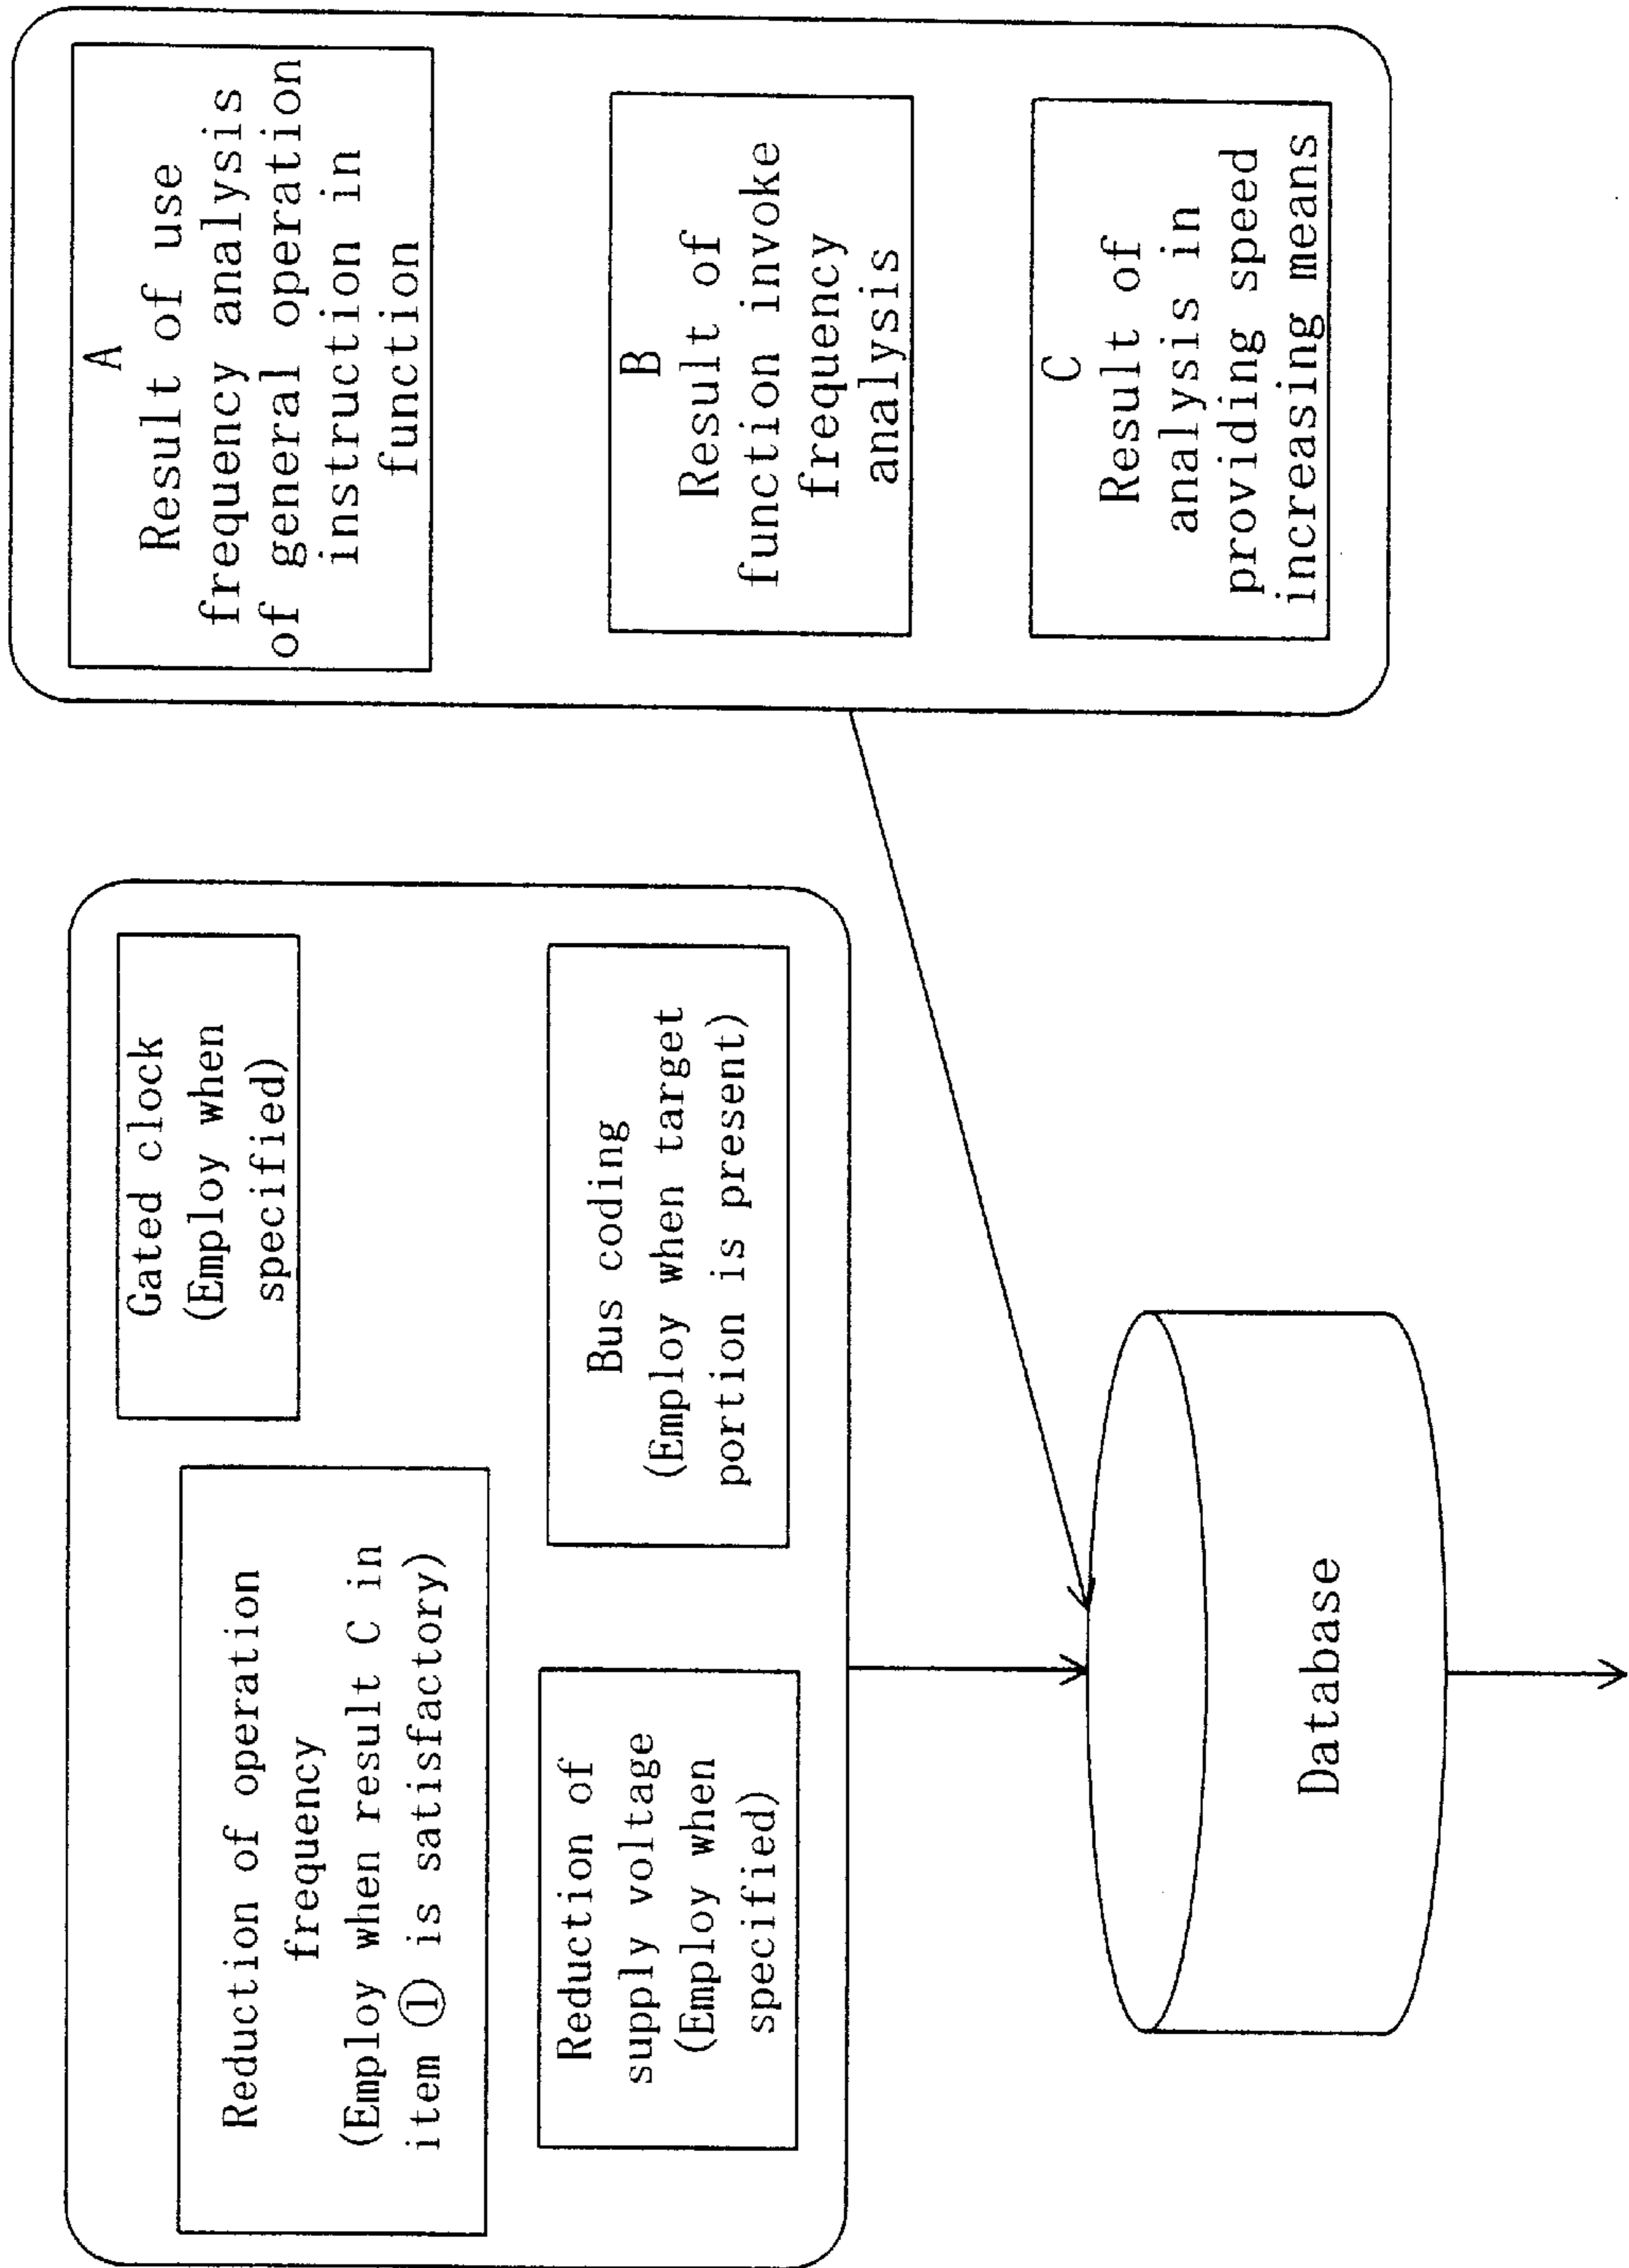 Reduction of operation
frequency
(Employ when result C in
item ① is satisfactory)
Gated clock
(Employ when
specified)
Reduction of
supply voltage
(Employ when
specified)
Bus coding
(Employ when target
portion is present)
A
Result of use
frequency analysis
of general operation
instruction in
function
B
Result of
function invoke
frequency
analysis
C
Result of
analysis in
providing speed
increasing means
Database